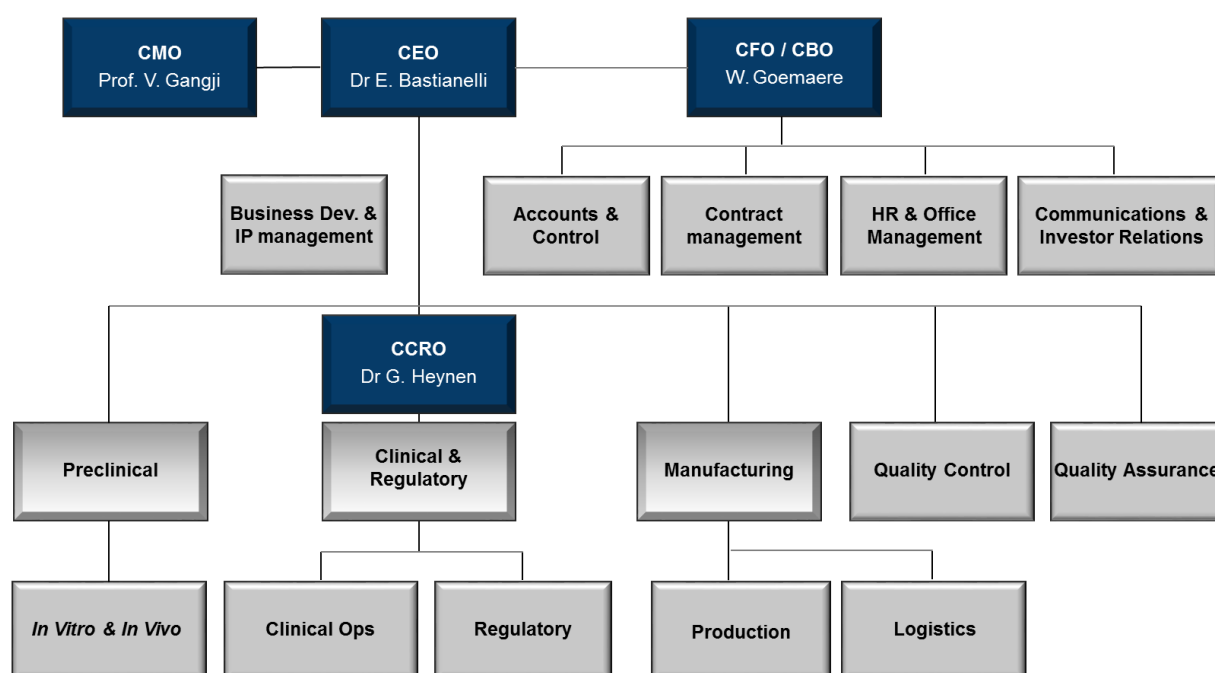 CMO
Prof. V. Gangji
CEO
Dr E. Bastianelli
CFO / CBO
W. Goemaere
Business Dev. &
IP management
Accounts &
Control
Contract
management
HR & Office
Management
Communications &
Investor Relations
CCRO
Dr G. Heynen
Preclinical
Clinical &
Regulatory
Manufacturing
Quality Control
Quality Assurance
In Vitro & In Vivo
Clinical Ops
Regulatory
Production
Logistics